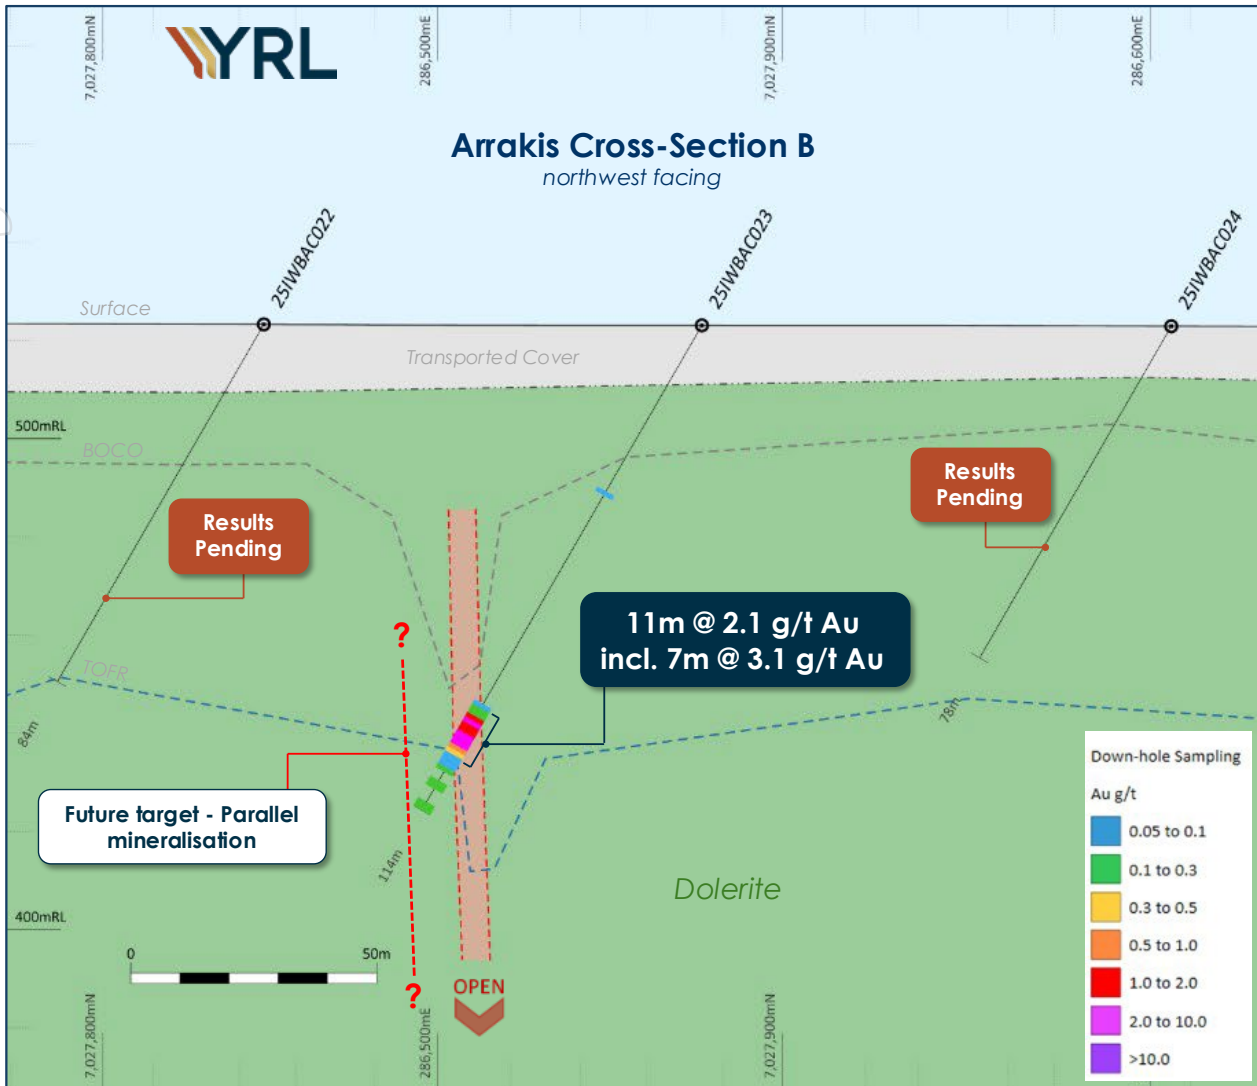 7,027,800mN
286,500mE
7,027,900mN
286,600mE
YRL
Arrakis Cross-Section B
northwest facing
25IWBAC022
25IWBAC023
25IWBAC024
Surface
Transported Cover
500mRL
BOCO
Results
Pending
Results
Pending
11m @ 2.1 g/t Au
incl. 7m @ 3.1 g/t Au
?
TOFR
84m
78m
Future target - Parallel
mineralisation
114m
Dolerite
400mRL
0
50m
?
OPEN
Down-hole Sampling
Au g/t
0.05 to 0.1
0.1 to 0.3
0.3 to 0.5
0.5 to 1.0
1.0 to 2.0
2.0 to 10.0
>10.0
7,027,800mN
286,500mE
7,027,900mN